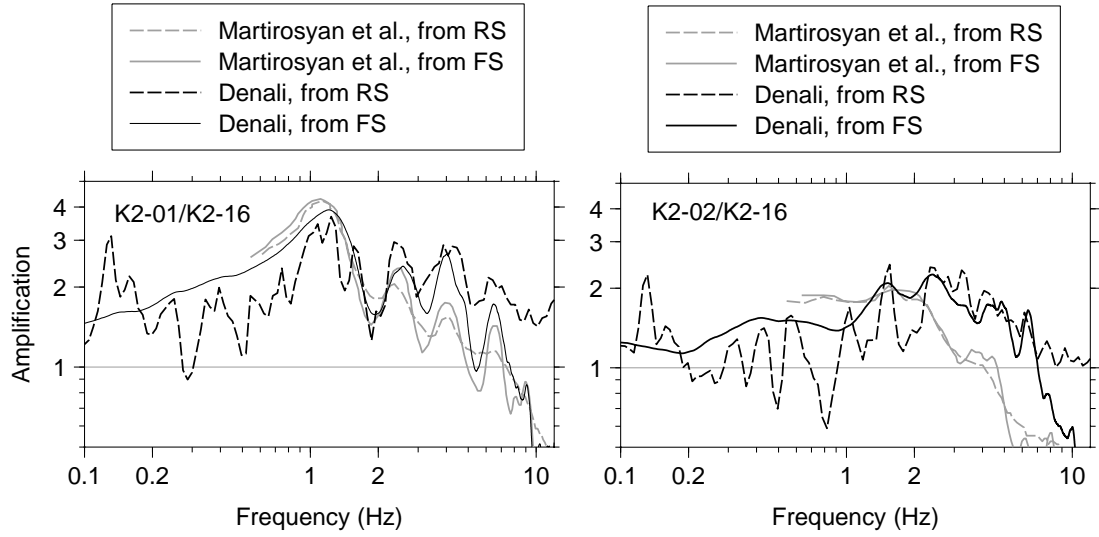 Martirosyan et al., from RS
Martirosyan et al., from FS
Denali, from RS
Denali, from FS
Martirosyan et al., from RS
Martirosyan et al., from FS
Denali, from RS
Denali, from FS
K2-01/K2-16
4
3
2
1
Amplification
0.1 0.2 1 2 10
Frequency (Hz)
K2-02/K2-16
4
3
2
1
0.1 0.2 1 2 10
Frequency (Hz)